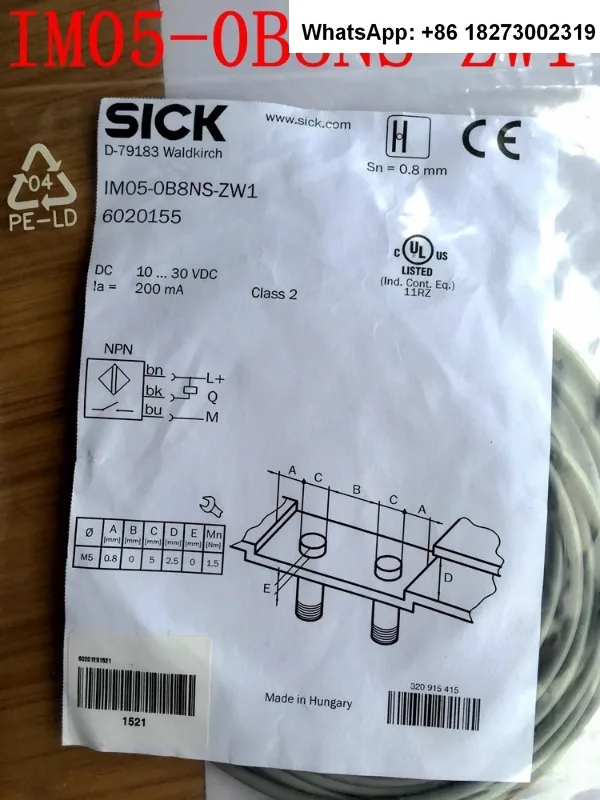 IM05-0B8NS-ZW1
WhatsApp: +86 18273002319
SICK
www.sick.com
D-79183 Waldkirch
Sn = 0.8 mm
CE
04
PE-LD
IM05-0B8NS-ZW1
6020155
C UL US
LISTED
(Ind. Cont. Eq.)
11RZ
DC 10 ... 30 VDC
Ia = 200 mA
Class 2
NPN
bn L+
bk Q
bu M
A C B C A
D
E
Ø A B C D E Mn
[mm] [mm] [mm] [mm] [mm] [Nm]
M5 0.8 0 5 2.5 0 1.5
60201551521
1521
Made in Hungary
320 915 415